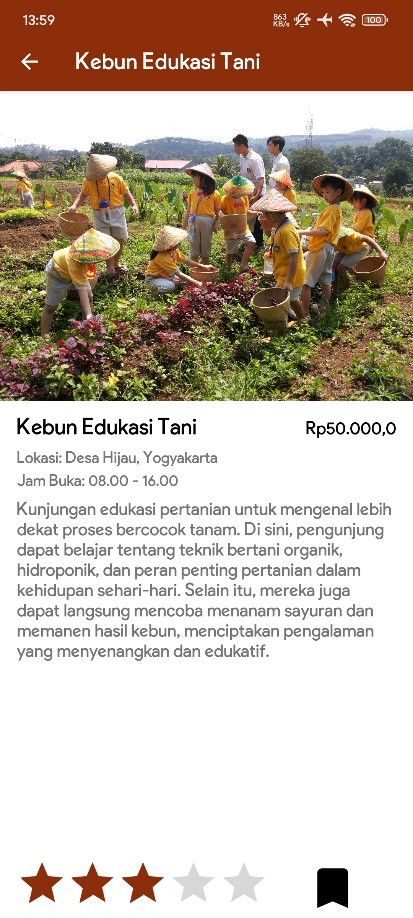 13:59
863
KB/s
100
Kebun Edukasi Tani
Kebun Edukasi Tani
Rp50.000,0
Lokasi: Desa Hijau, Yogyakarta
Jam Buka: 08.00 - 16.00
Kunjungan edukasi pertanian untuk mengenal lebih
dekat proses bercocok tanam. Di sini, pengunjung
dapat belajar tentang teknik bertani organik,
hidroponik, dan peran penting pertanian dalam
kehidupan sehari-hari. Selain itu, mereka juga
dapat langsung mencoba menanam sayuran dan
memanen hasil kebun, menciptakan pengalaman
yang menyenangkan dan edukatif.